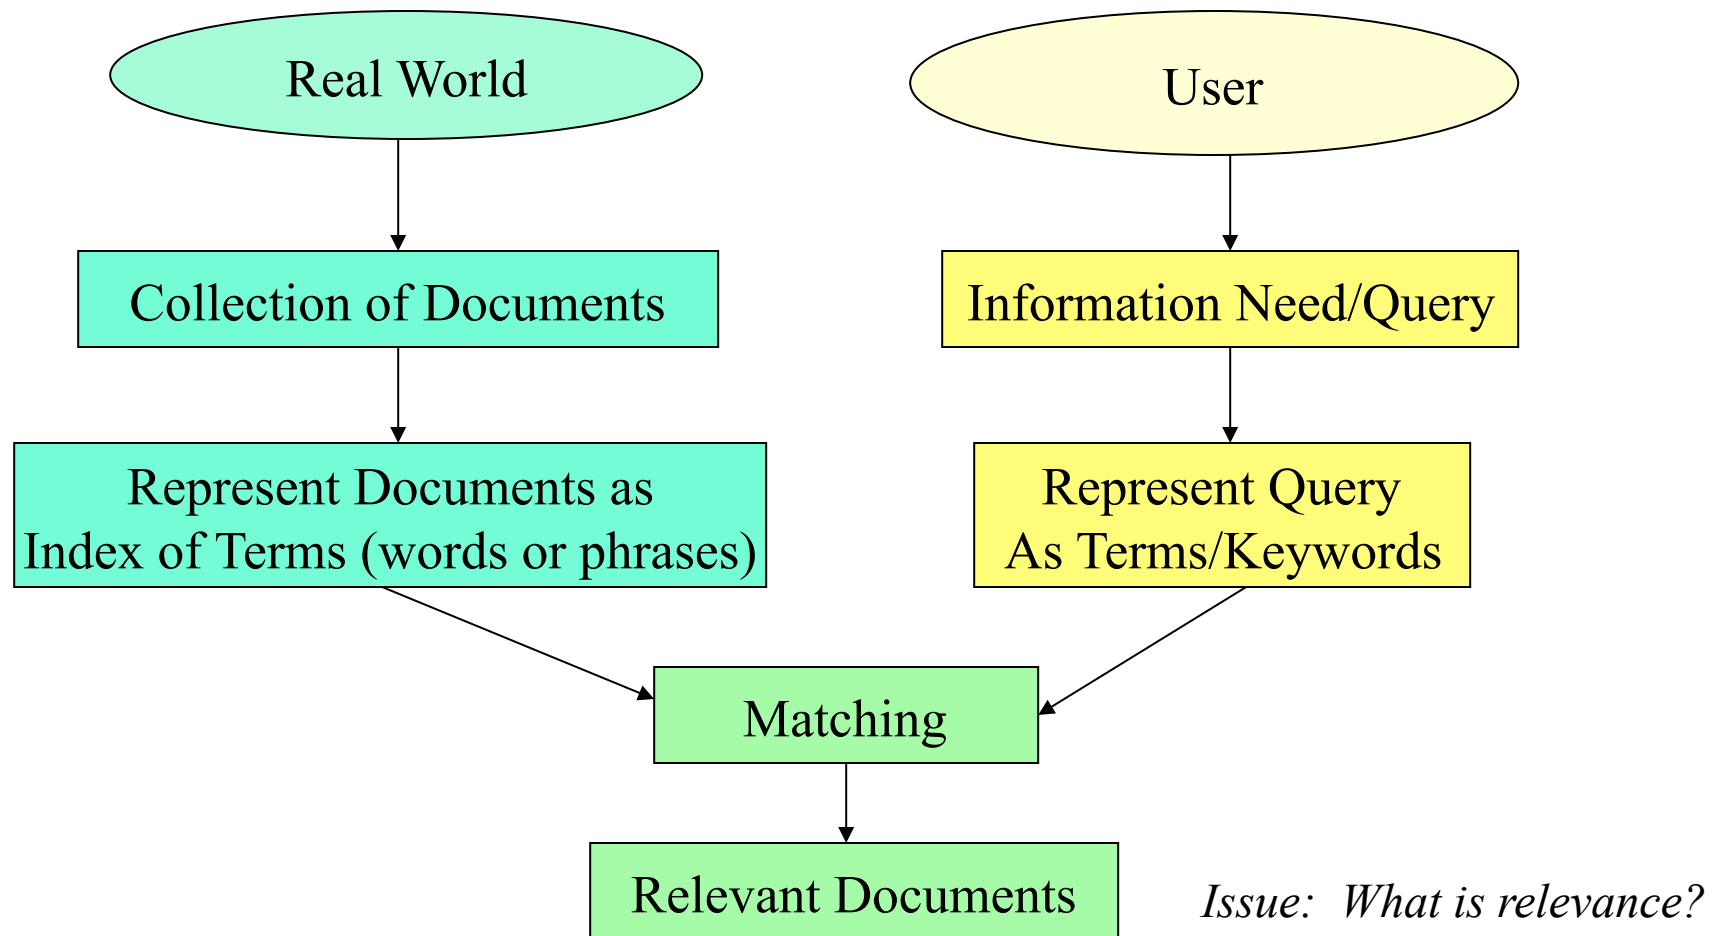 Real World
User
Collection of Documents
Information Need/Query
Represent Documents as
Index of Terms (words or phrases)
Represent Query
As Terms/Keywords
Matching
Relevant Documents
Issue:  What is relevance?